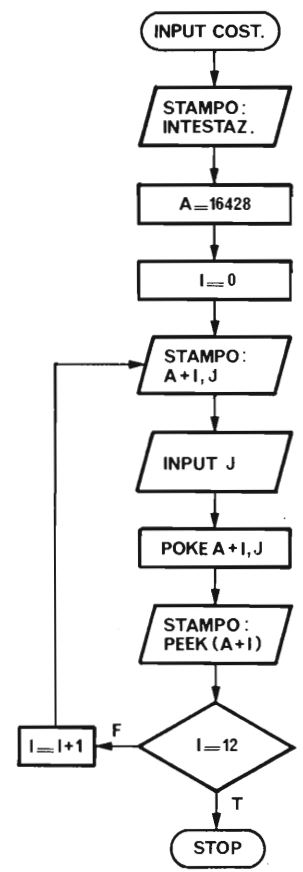 INPUT COST.
STAMPO:
INTESTAZ.
A=16428
I=0
STAMPO:
A+I, J
INPUT J
POKE A+I, J
STAMPO:
PEEK (A+I)
I=12
F
I=I+1
T
STOP